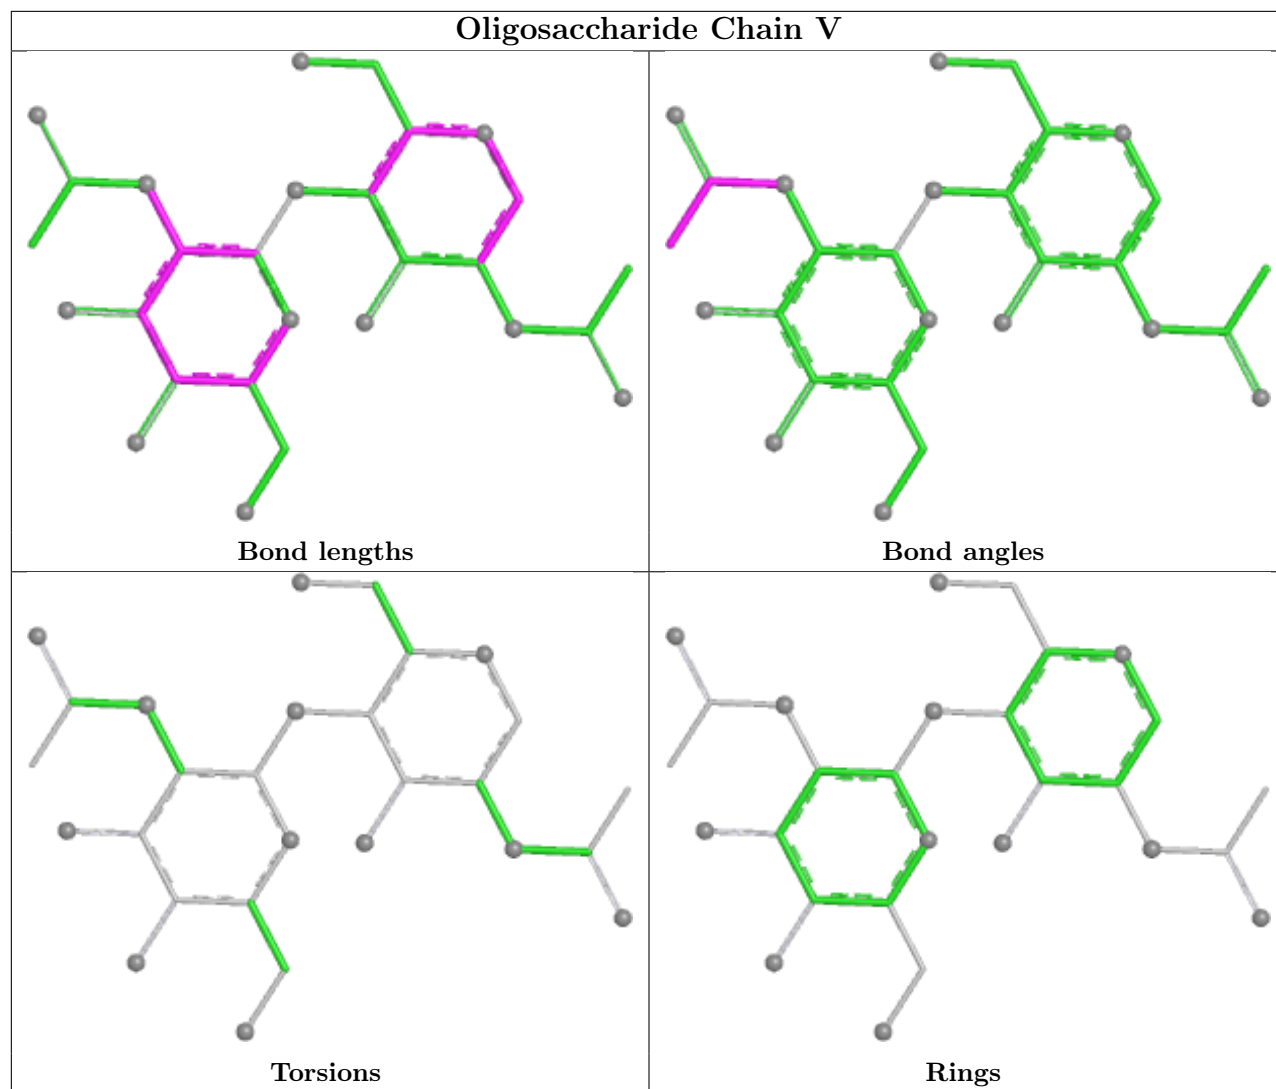 Oligosaccharide Chain V
Bond lengths
Bond angles
Torsions
Rings